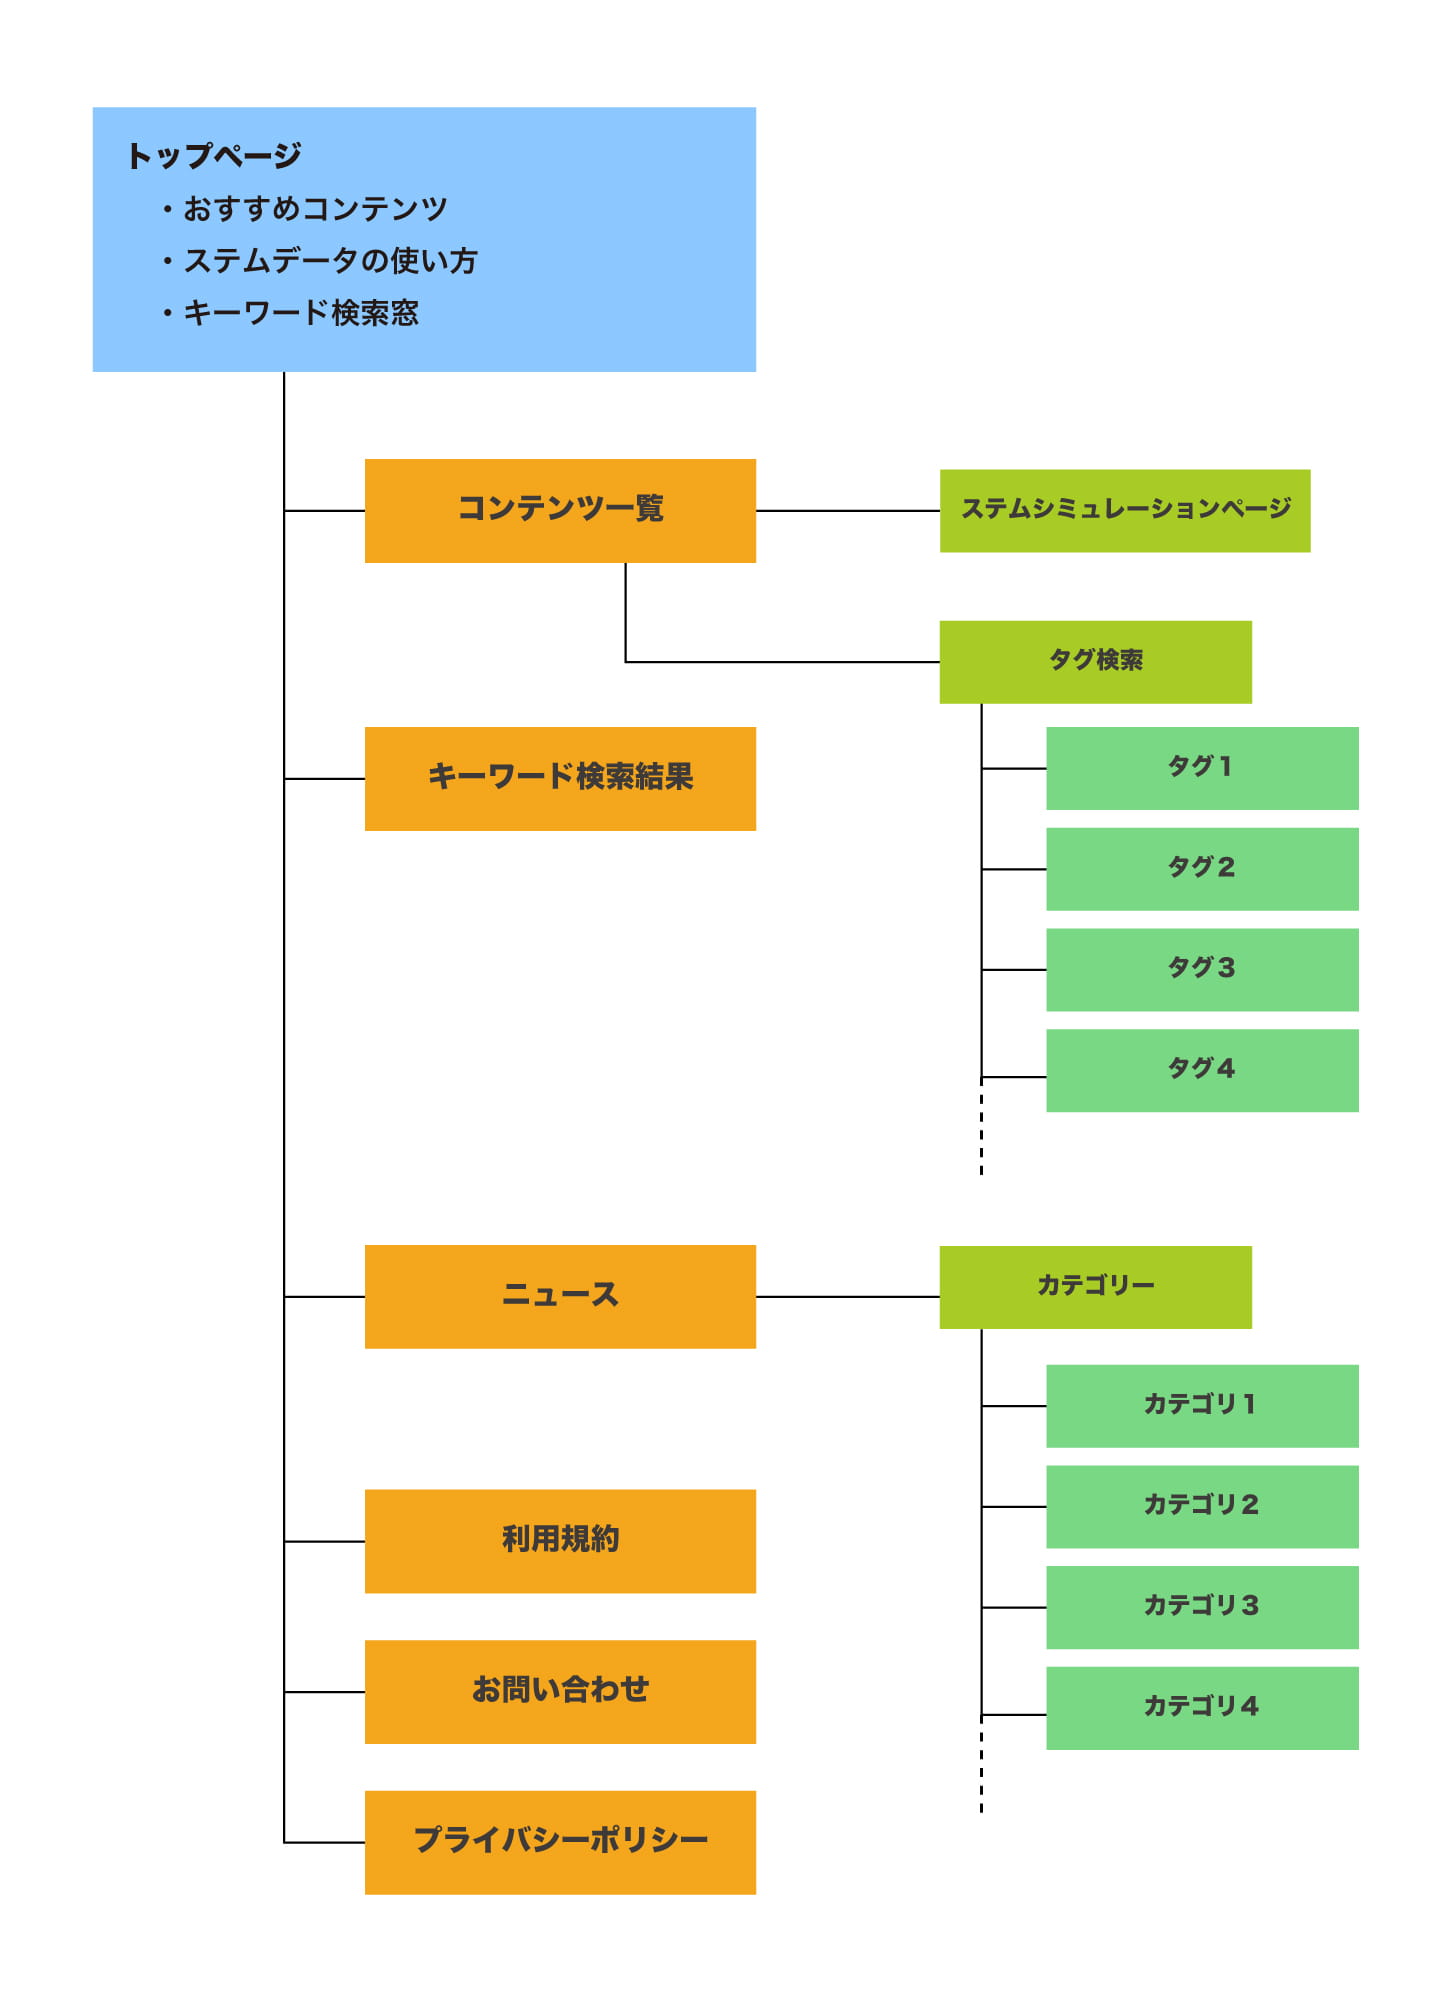 トップページ
・おすすめコンテンツ
・ステムデータの使い方
・キーワード検索窓
コンテンツ一覧
ステムシミュレーションページ
タグ検索
キーワード検索結果
タグ1
タグ2
タグ3
タグ4
ニュース
カテゴリー
カテゴリ1
カテゴリ2
カテゴリ3
カテゴリ4
利用規約
お問い合わせ
プライバシーポリシー